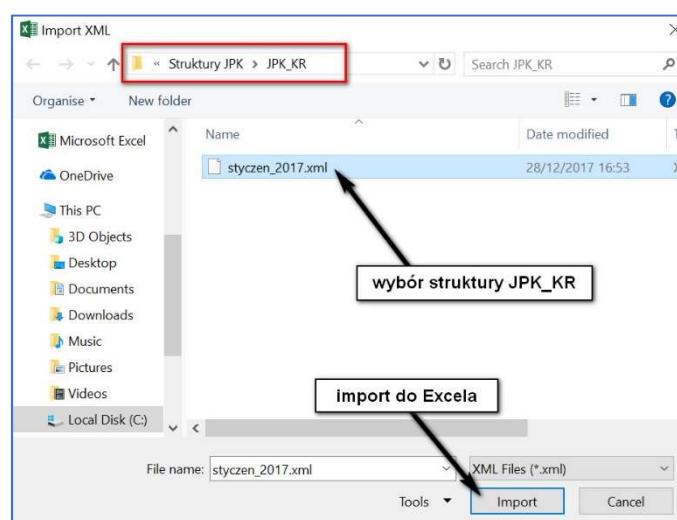 Import XML
« Struktury JPK > JPK_KR
Search JPK_KR
Organise
New folder
Name
Date modified
Microsoft Excel
styczen_2017.xml
28/12/2017 16:53
OneDrive
This PC
3D Objects
Desktop
wybór struktury JPK_KR
Documents
Downloads
Music
Pictures
import do Excela
Videos
Local Disk (C:)
File name: styczen_2017.xml
XML Files (*.xml)
Tools
Import
Cancel